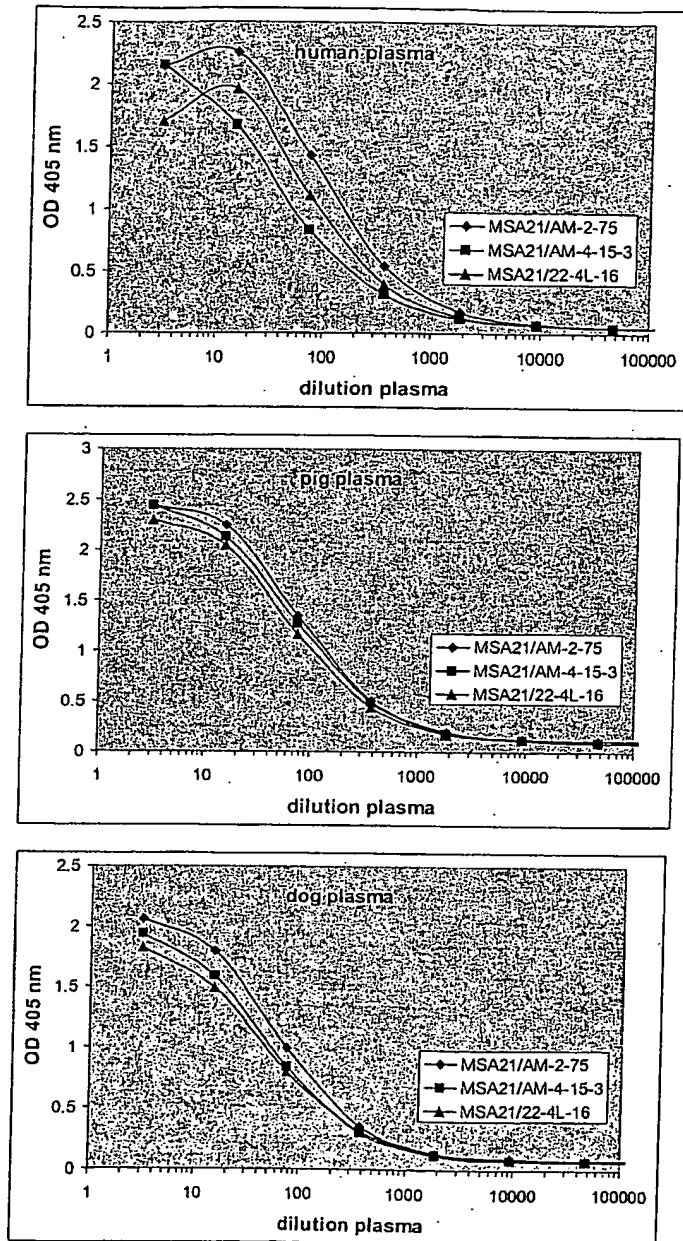 human plasma
2.5
2
1.5
1
0.5
0
OD 405 nm
MSA21/AM-2-75
MSA21/AM-4-15-3
MSA21/22-4L-16
1 10 100 1000 10000 100000
dilution plasma
pig plasma
3
2.5
2
1.5
1
0.5
0
OD 405 nm
MSA21/AM-2-75
MSA21/AM-4-15-3
MSA21/22-4L-16
1 10 100 1000 10000 100000
dilution plasma
dog plasma
2.5
2
1.5
1
0.5
0
OD 405 nm
MSA21/AM-2-75
MSA21/AM-4-15-3
MSA21/22-4L-16
1 10 100 1000 10000 100000
dilution plasma